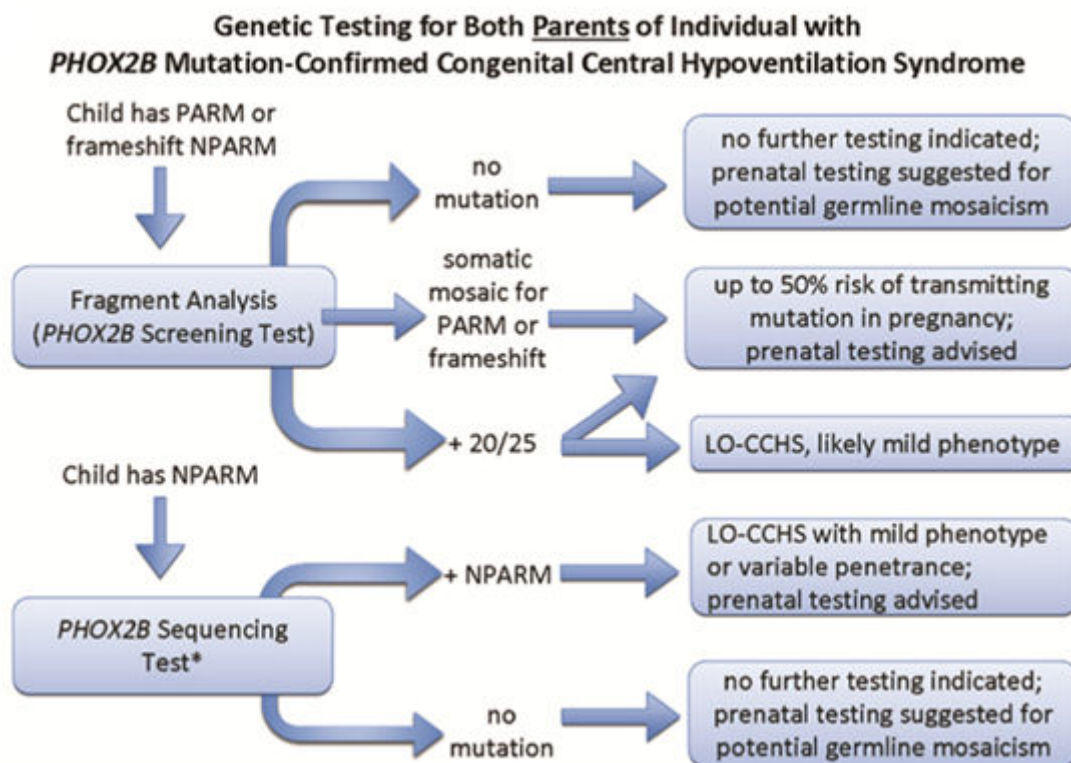 Genetic Testing for Both Parents of Individual with
PHOX2B Mutation-Confirmed Congenital Central Hypoventilation Syndrome
Child has PARM or
frameshift NPARM
Fragment Analysis
(PHOX2B Screening Test)
no
mutation
no further testing indicated;
prenatal testing suggested for
potential germline mosaicism
somatic
mosaic for
PARM or
frameshift
up to 50% risk of transmitting
mutation in pregnancy;
prenatal testing advised
+ 20/25
LO-CCHS, likely mild phenotype
Child has NPARM
PHOX2B Sequencing
Test*
+ NPARM
LO-CCHS with mild phenotype
or variable penetrance;
prenatal testing advised
no
mutation
no further testing indicated;
prenatal testing suggested for
potential germline mosaicism